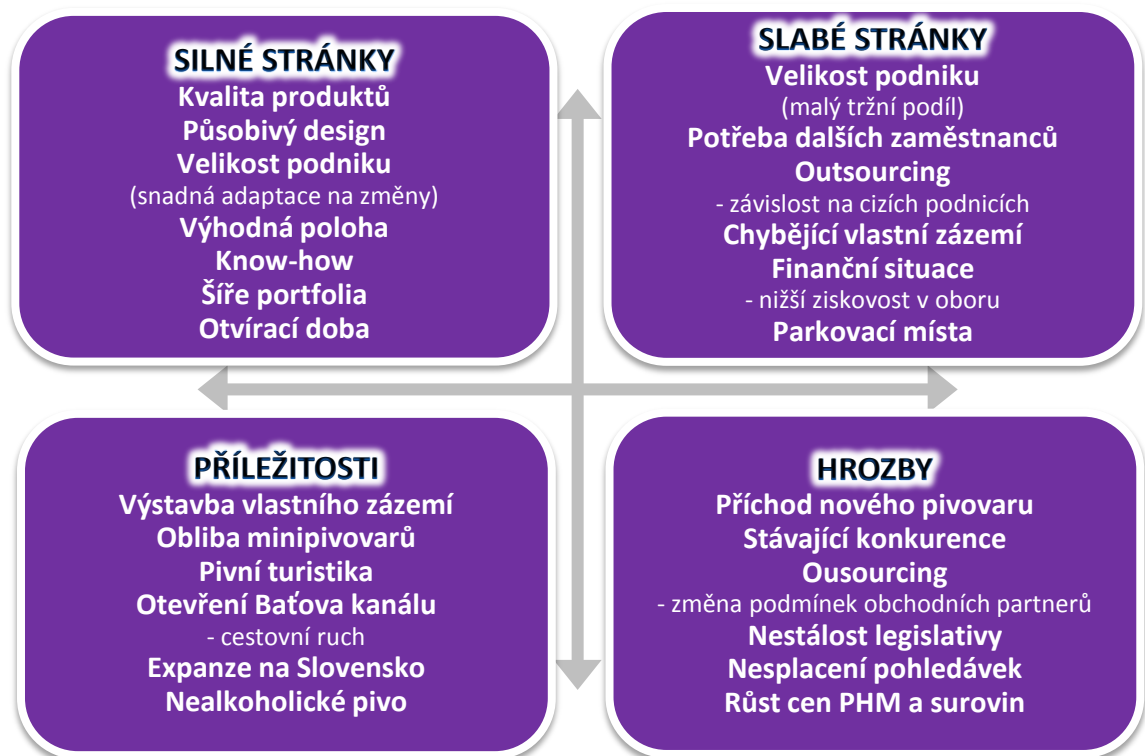 SILNÉ STRÁNKY
Kvalita produktů
Působivý design
Velikost podniku
(snadná adaptace na změny)
Výhodná poloha
Know-how
Šíře portfolia
Otvírací doba
SLABÉ STRÁNKY
Velikost podniku
(malý tržní podíl)
Potřeba dalších zaměstnanců
Outsourcing
- závislost na cizích podnicích
Chybějící vlastní zázemí
Finanční situace
- nižší ziskovost v oboru
Parkovací místa
PŘÍLEŽITOSTI
Výstavba vlastního zázemí
Obliba minipivovarů
Pivní turistika
Otevření Baťova kanálu
- cestovní ruch
Expanze na Slovensko
Nealkoholické pivo
HROZBY
Příchod nového pivovaru
Stávající konkurence
Ousourcing
- změna podmínek obchodních partnerů
Nestálost legislativy
Nesplacení pohledávek
Růst cen PHM a surovin